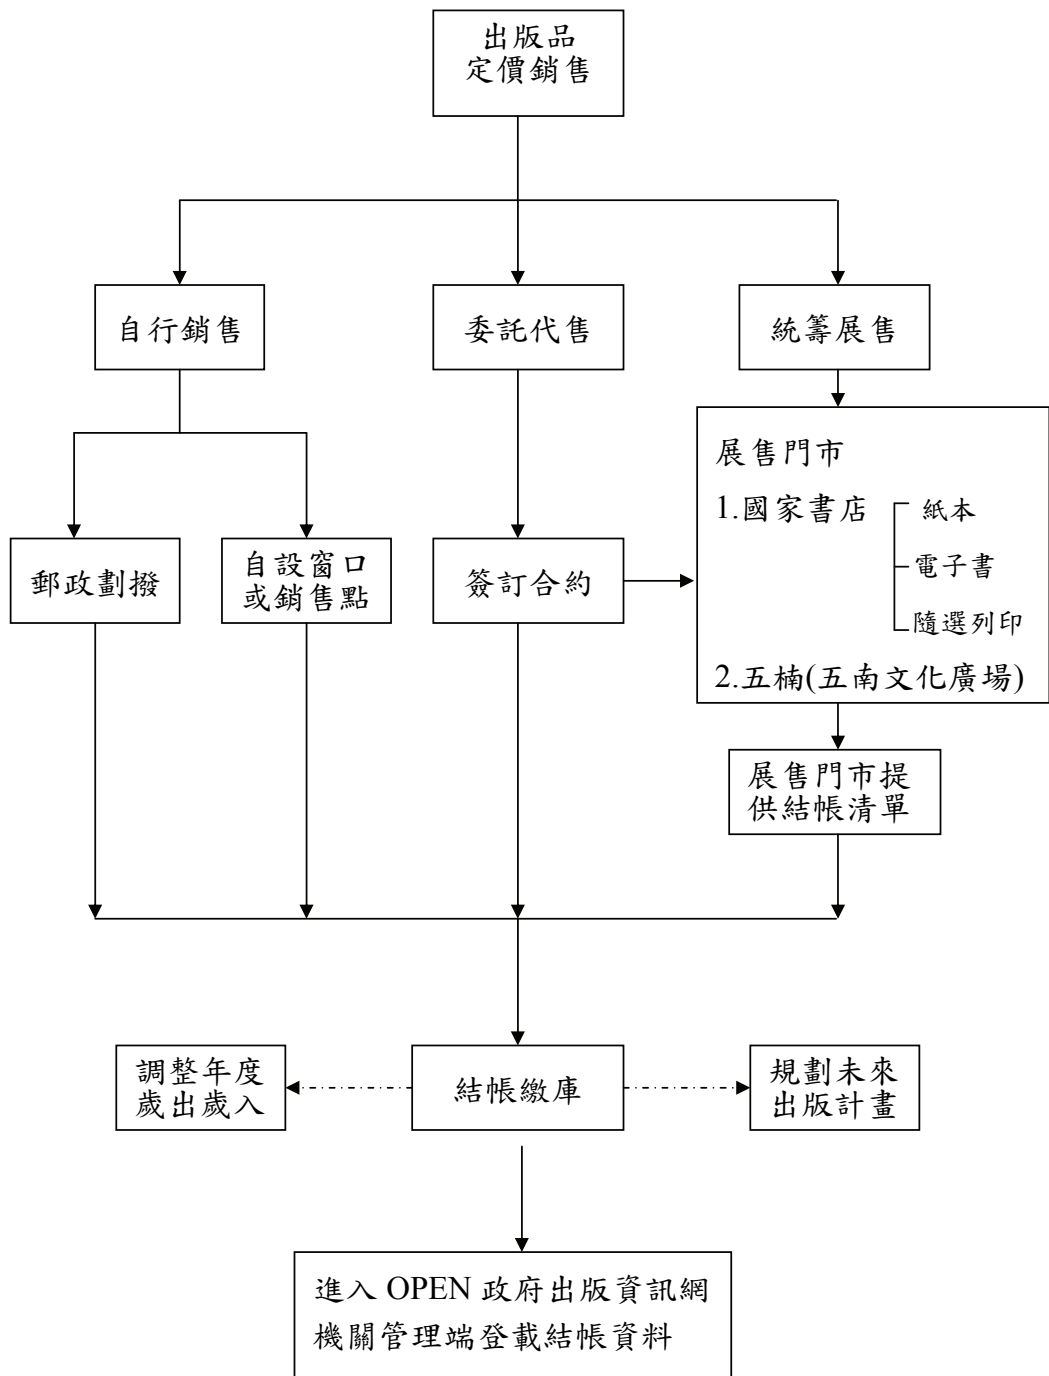 出版品
定價銷售
自行銷售
委託代售
統籌展售
展售門市
1.國家書店
紙本
電子書
隨選列印
2.五楠(五南文化廣場)
郵政劃撥
自設窗口
或銷售點
簽訂合約
展售門市提
供結帳清單
調整年度
歲出歲入
結帳繳庫
規劃未來
出版計畫
進入 OPEN 政府出版資訊網
機關管理端登載結帳資料